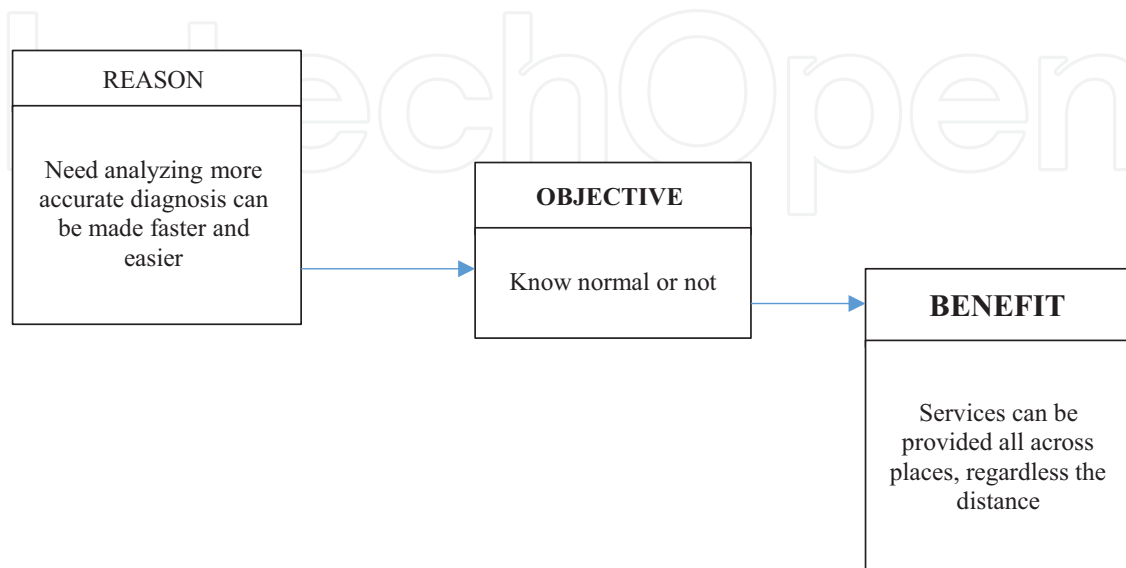 IntechOpen
REASON
Need analyzing more
accurate diagnosis can
be made faster and
easier
OBJECTIVE
Know normal or not
BENEFIT
Services can be
provided all across
places, regardless the
distance